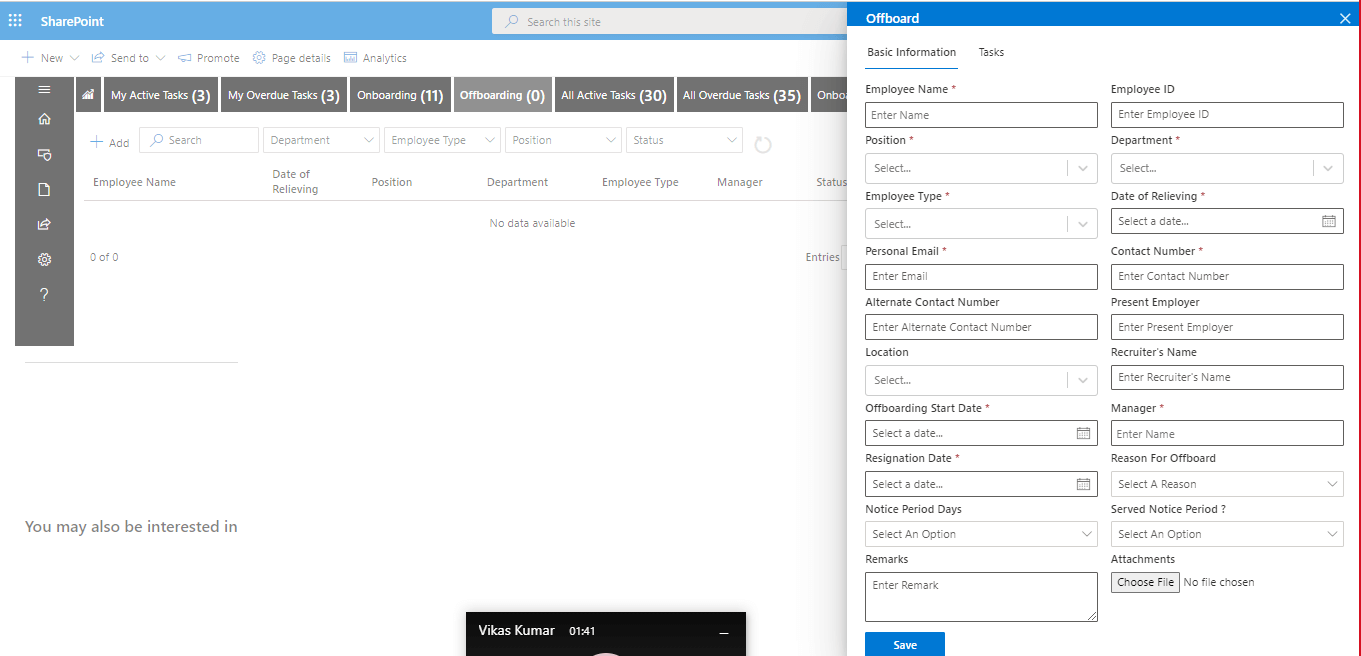 SharePoint
Search this site
New
Send to
Promote
Page details
Analytics
My Active Tasks (3)
My Overdue Tasks (3)
Onboarding (11)
Offboarding (0)
All Active Tasks (30)
All Overdue Tasks (35)
Add
Search
Department
Employee Type
Position
Status
Employee Name
Date of
Relieving
Position
Department
Employee Type
Manager
Status
No data available
0 of 0
Entries
You may also be interested in
Vikas Kumar 01:41
Offboard
Basic Information
Tasks
Employee Name *
Employee ID
Enter Name
Enter Employee ID
Position *
Department *
Select...
Select...
Employee Type *
Date of Relieving *
Select...
Select a date...
Personal Email *
Contact Number *
Enter Email
Enter Contact Number
Alternate Contact Number
Present Employer
Enter Alternate Contact Number
Enter Present Employer
Location
Recruiter's Name
Select...
Enter Recruiter's Name
Offboarding Start Date *
Manager *
Select a date...
Enter Name
Resignation Date *
Reason For Offboard
Select a date...
Select A Reason
Notice Period Days
Served Notice Period ?
Select An Option
Select An Option
Remarks
Attachments
Enter Remark
Choose File No file chosen
Save